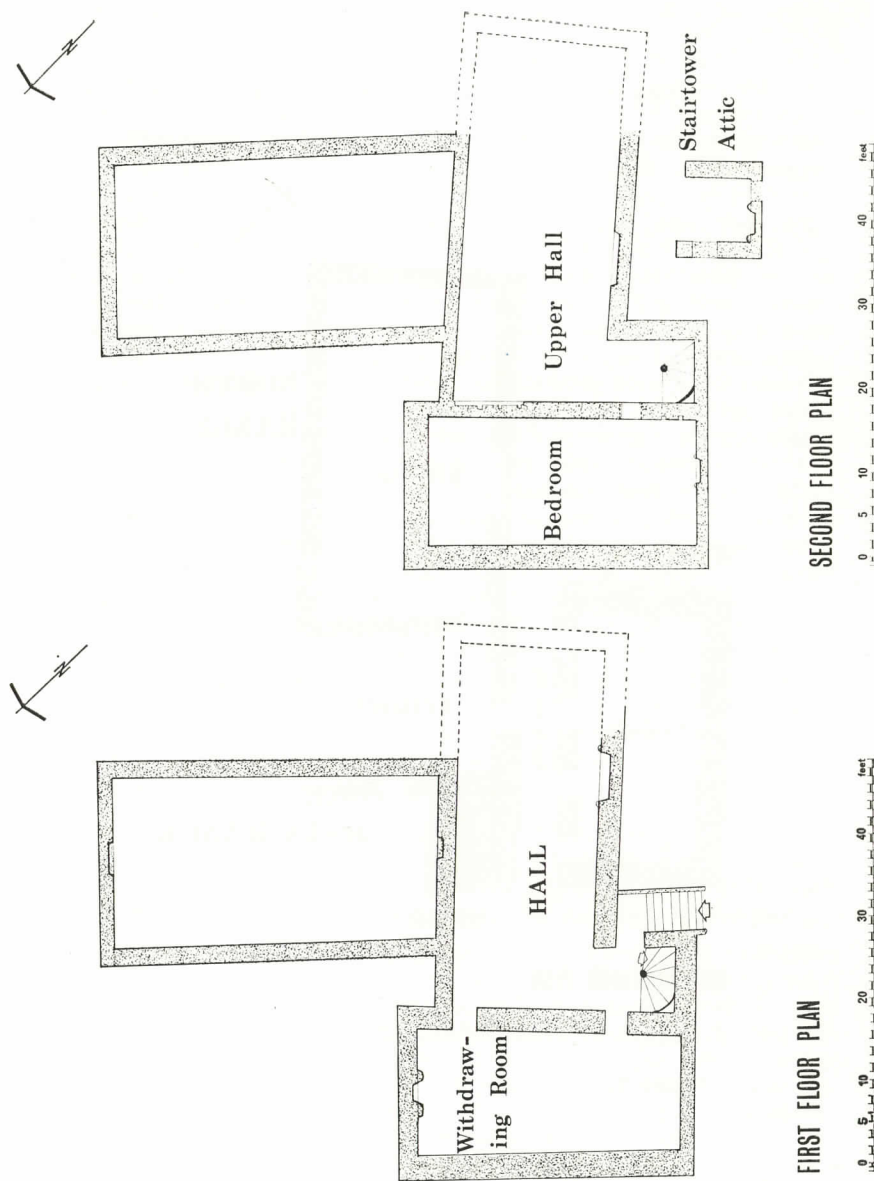 N
HALL
Withdraw-
ing Room
FIRST FLOOR PLAN
0 5 10 20 30 40 feet
N
Upper Hall
Bedroom
Stairtower
Attic
SECOND FLOOR PLAN
0 5 10 20 30 40 feet